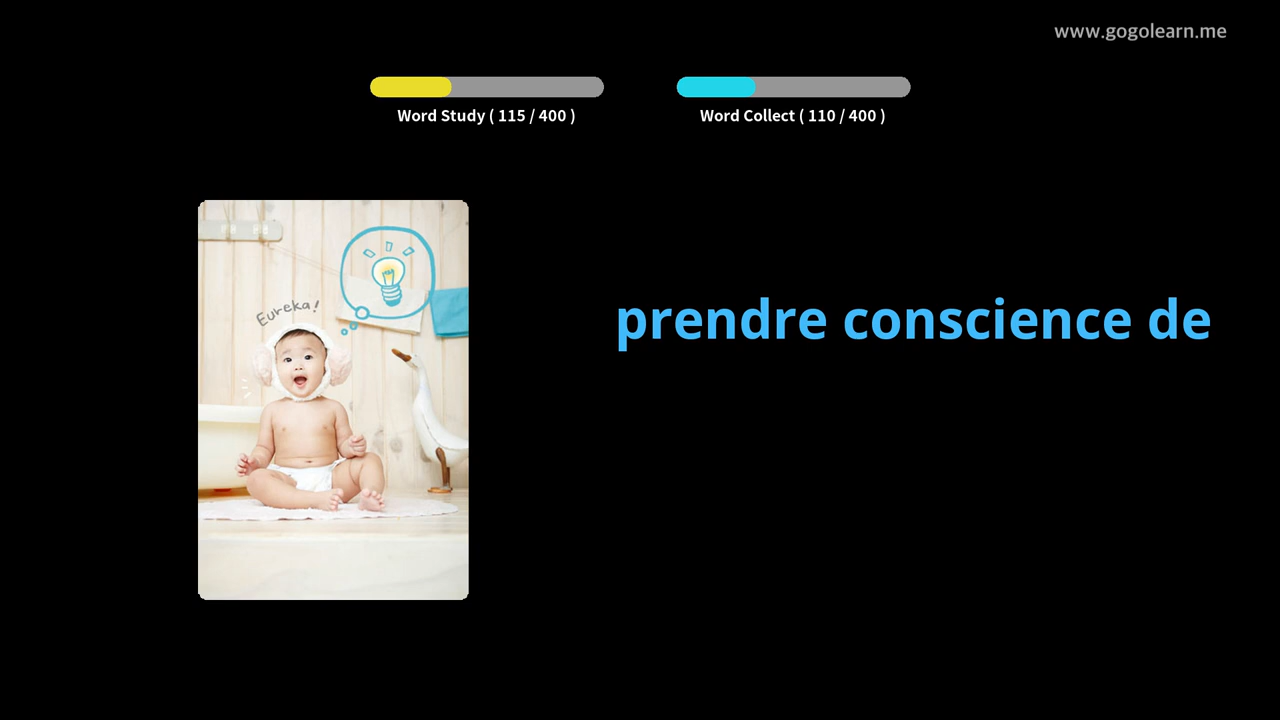 www.gogolearn.me
Word Study ( 115 / 400 )
Word Collect ( 110 / 400 )
Eureka!
prendre conscience de